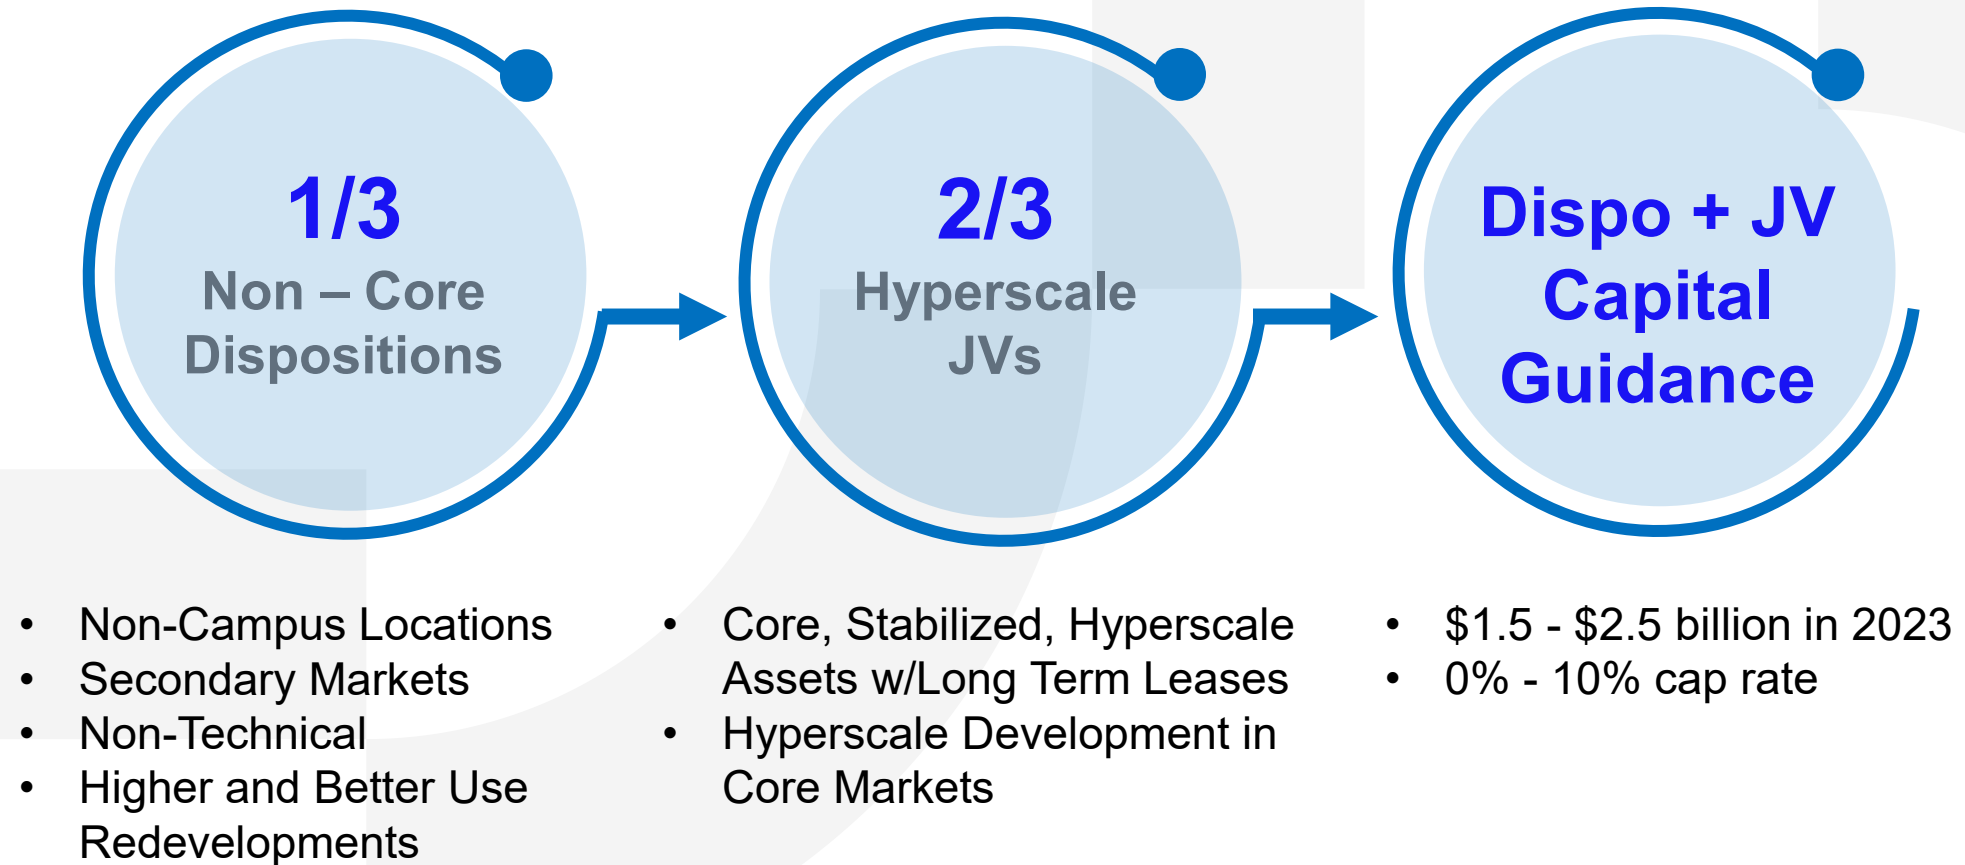 1/3
Non – Core
Dispositions
2/3
Hyperscale
JVs
Dispo + JV
Capital
Guidance
• Non-Campus Locations
• Secondary Markets
• Non-Technical
• Higher and Better Use
Redevelopments
• Core, Stabilized, Hyperscale
Assets w/Long Term Leases
• Hyperscale Development in
Core Markets
• $1.5 - $2.5 billion in 2023
• 0% - 10% cap rate